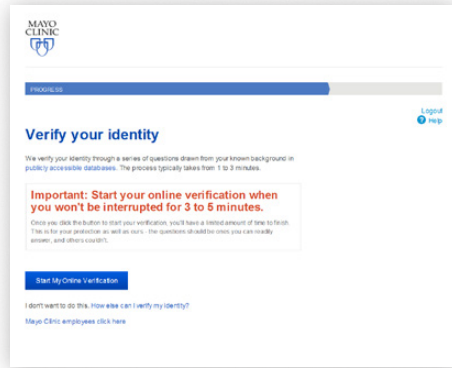 MAYO
CLINIC
PROGRESS
Logout
? Help
Verify your identity
We verify your identity through a series of questions drawn from your known background in
publicly accessible databases. The process typically takes from 1 to 3 minutes.
Important: Start your online verification when
you won't be interrupted for 3 to 5 minutes.
Once you click the button to start your verification, you'll have a limited amount of time to finish.
This is for your protection as well as ours - the questions should be ones you can readily
answer, and others couldn't.
Start My Online Verification
I don't want to do this. How else can I verify my identity?
Mayo Clinic employees click here